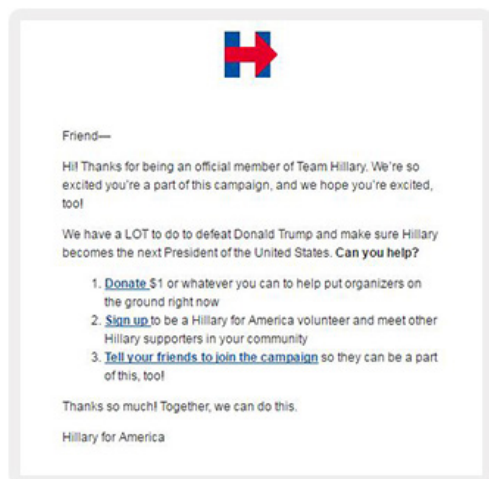 Friend—
Hi! Thanks for being an official member of Team Hillary. We're so
excited you're a part of this campaign, and we hope you're excited,
too!
We have a LOT to do to defeat Donald Trump and make sure Hillary
becomes the next President of the United States. Can you help?
1. Donate $1 or whatever you can to help put organizers on
the ground right now
2. Sign up to be a Hillary for America volunteer and meet other
Hillary supporters in your community
3. Tell your friends to join the campaign so they can be a part
of this, too!
Thanks so much! Together, we can do this.
Hillary for America